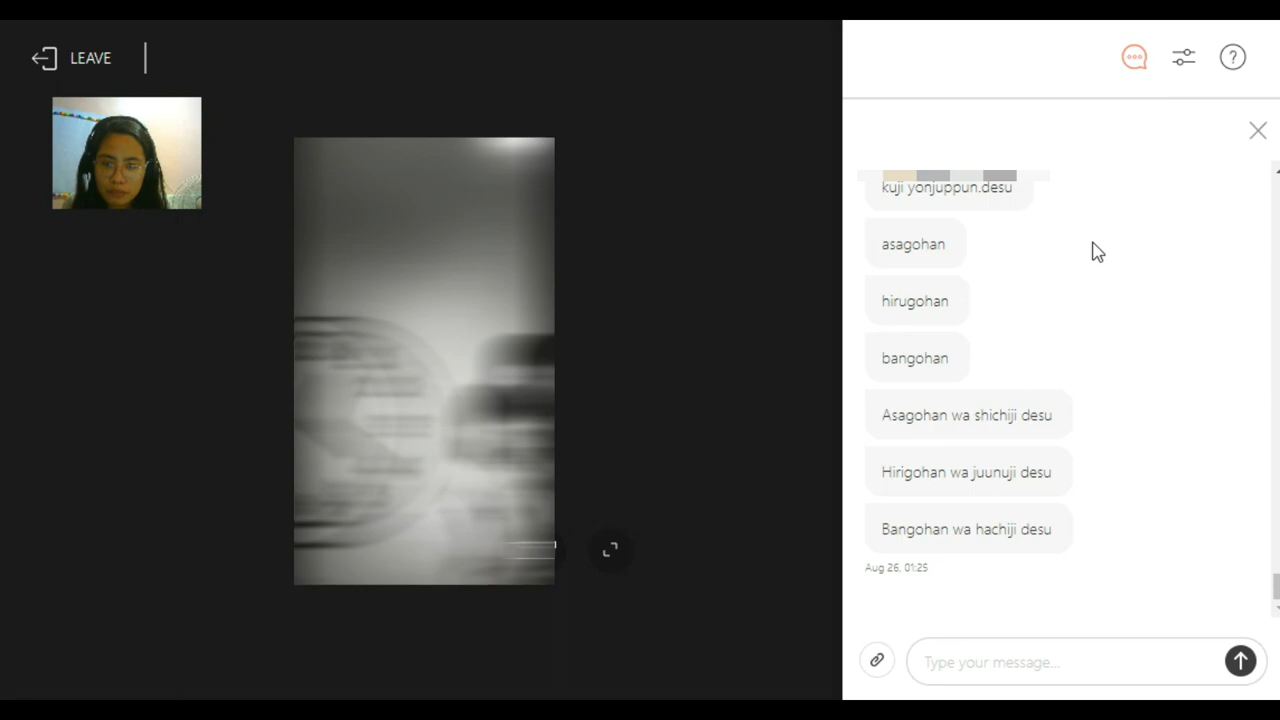 LEAVE
kuji yonjuppun.desu
asagohan
hirugohan
bangohan
Asagohan wa shichiji desu
Hirigohan wa juunuji desu
Bangohan wa hachiji desu
Aug 26, 01:25
Type your message...